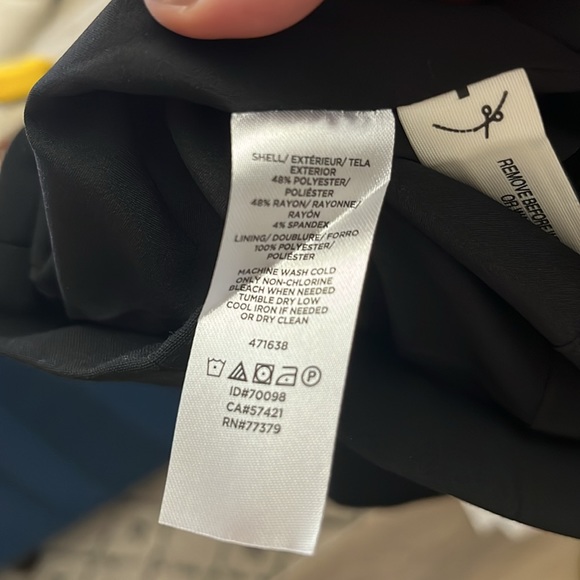 SHELL/ EXTÉRIEUR/ TELA
EXTERIOR
48% POLYESTER/
POLIÉSTER
48% RAYON/ RAYONNE/
RAYÓN
4% SPANDEX
LINING/ DOUBLURE/ FORRO
100% POLYESTER/
POLIÉSTER
MACHINE WASH COLD
ONLY NON-CHLORINE
BLEACH WHEN NEEDED
TUMBLE DRY LOW
COOL IRON IF NEEDED
OR DRY CLEAN
471638
P
ID#70098
CA#57421
RN#77379
REMOVE BEFORE
OR